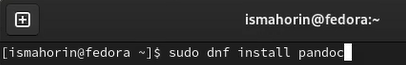 ismahorin@fedora:~
[ismahorin@fedora ~]$ sudo dnf install pandoc